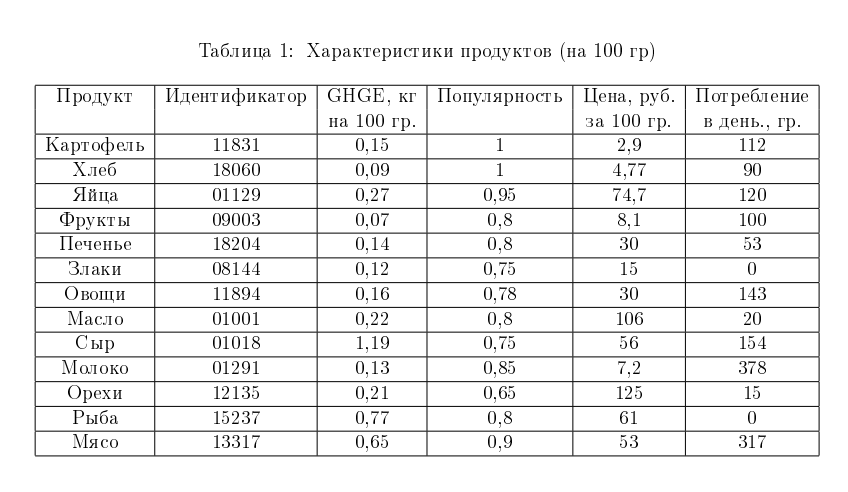 Таблица 1: Характеристики продуктов (на 100 гр)
Продукт Идентификатор GHGE, кг Популярность Цена, руб. Потребление
на 100 гр. за 100 гр. в день., гр.
Картофель 11831 0,15 1 2,9 112
Хлеб 18060 0,09 1 4,77 90
Яйца 01129 0,27 0,95 74,7 120
Фрукты 09003 0,07 0,8 8,1 100
Печенье 18204 0,14 0,8 30 53
Злаки 08144 0,12 0,75 15 0
Овощи 11894 0,16 0,78 30 143
Масло 01001 0,22 0,8 106 20
Сыр 01018 1,19 0,75 56 154
Молоко 01291 0,13 0,85 7,2 378
Орехи 12135 0,21 0,65 125 15
Рыба 15237 0,77 0,8 61 0
Мясо 13317 0,65 0,9 53 317